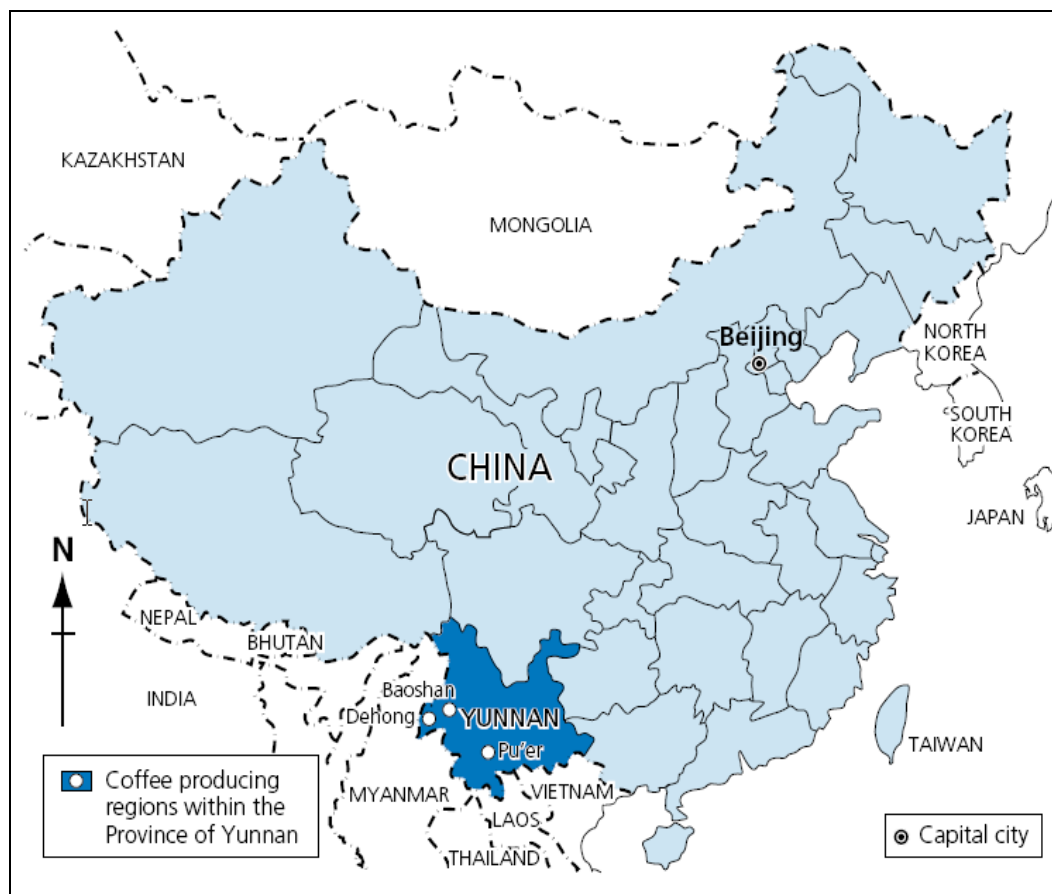 KAZAKHSTAN
MONGOLIA
Beijing
NORTH
KOREA
SOUTH
KOREA
CHINA
JAPAN
N
NEPAL
BHUTAN
INDIA
Baoshan
Dehong
YUNNAN
Pu'er
TAIWAN
MYANMAR
VIETNAM
LAOS
THAILAND
Coffee producing
regions within the
Province of Yunnan
Capital city